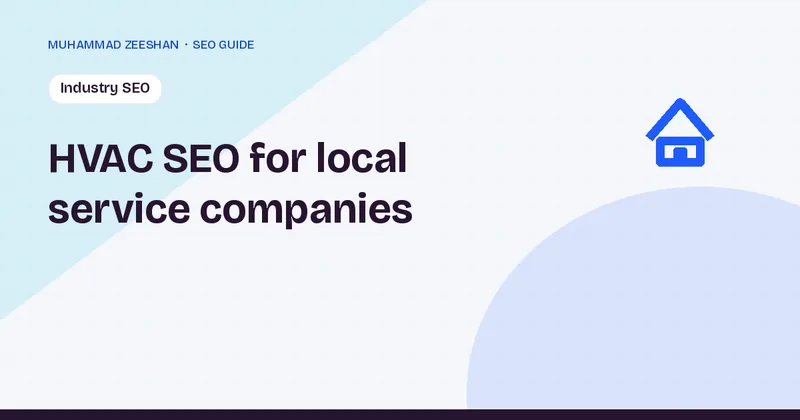 MUHAMMAD ZEESHAN · SEO GUIDE
Industry SEO
HVAC SEO for local
service companies